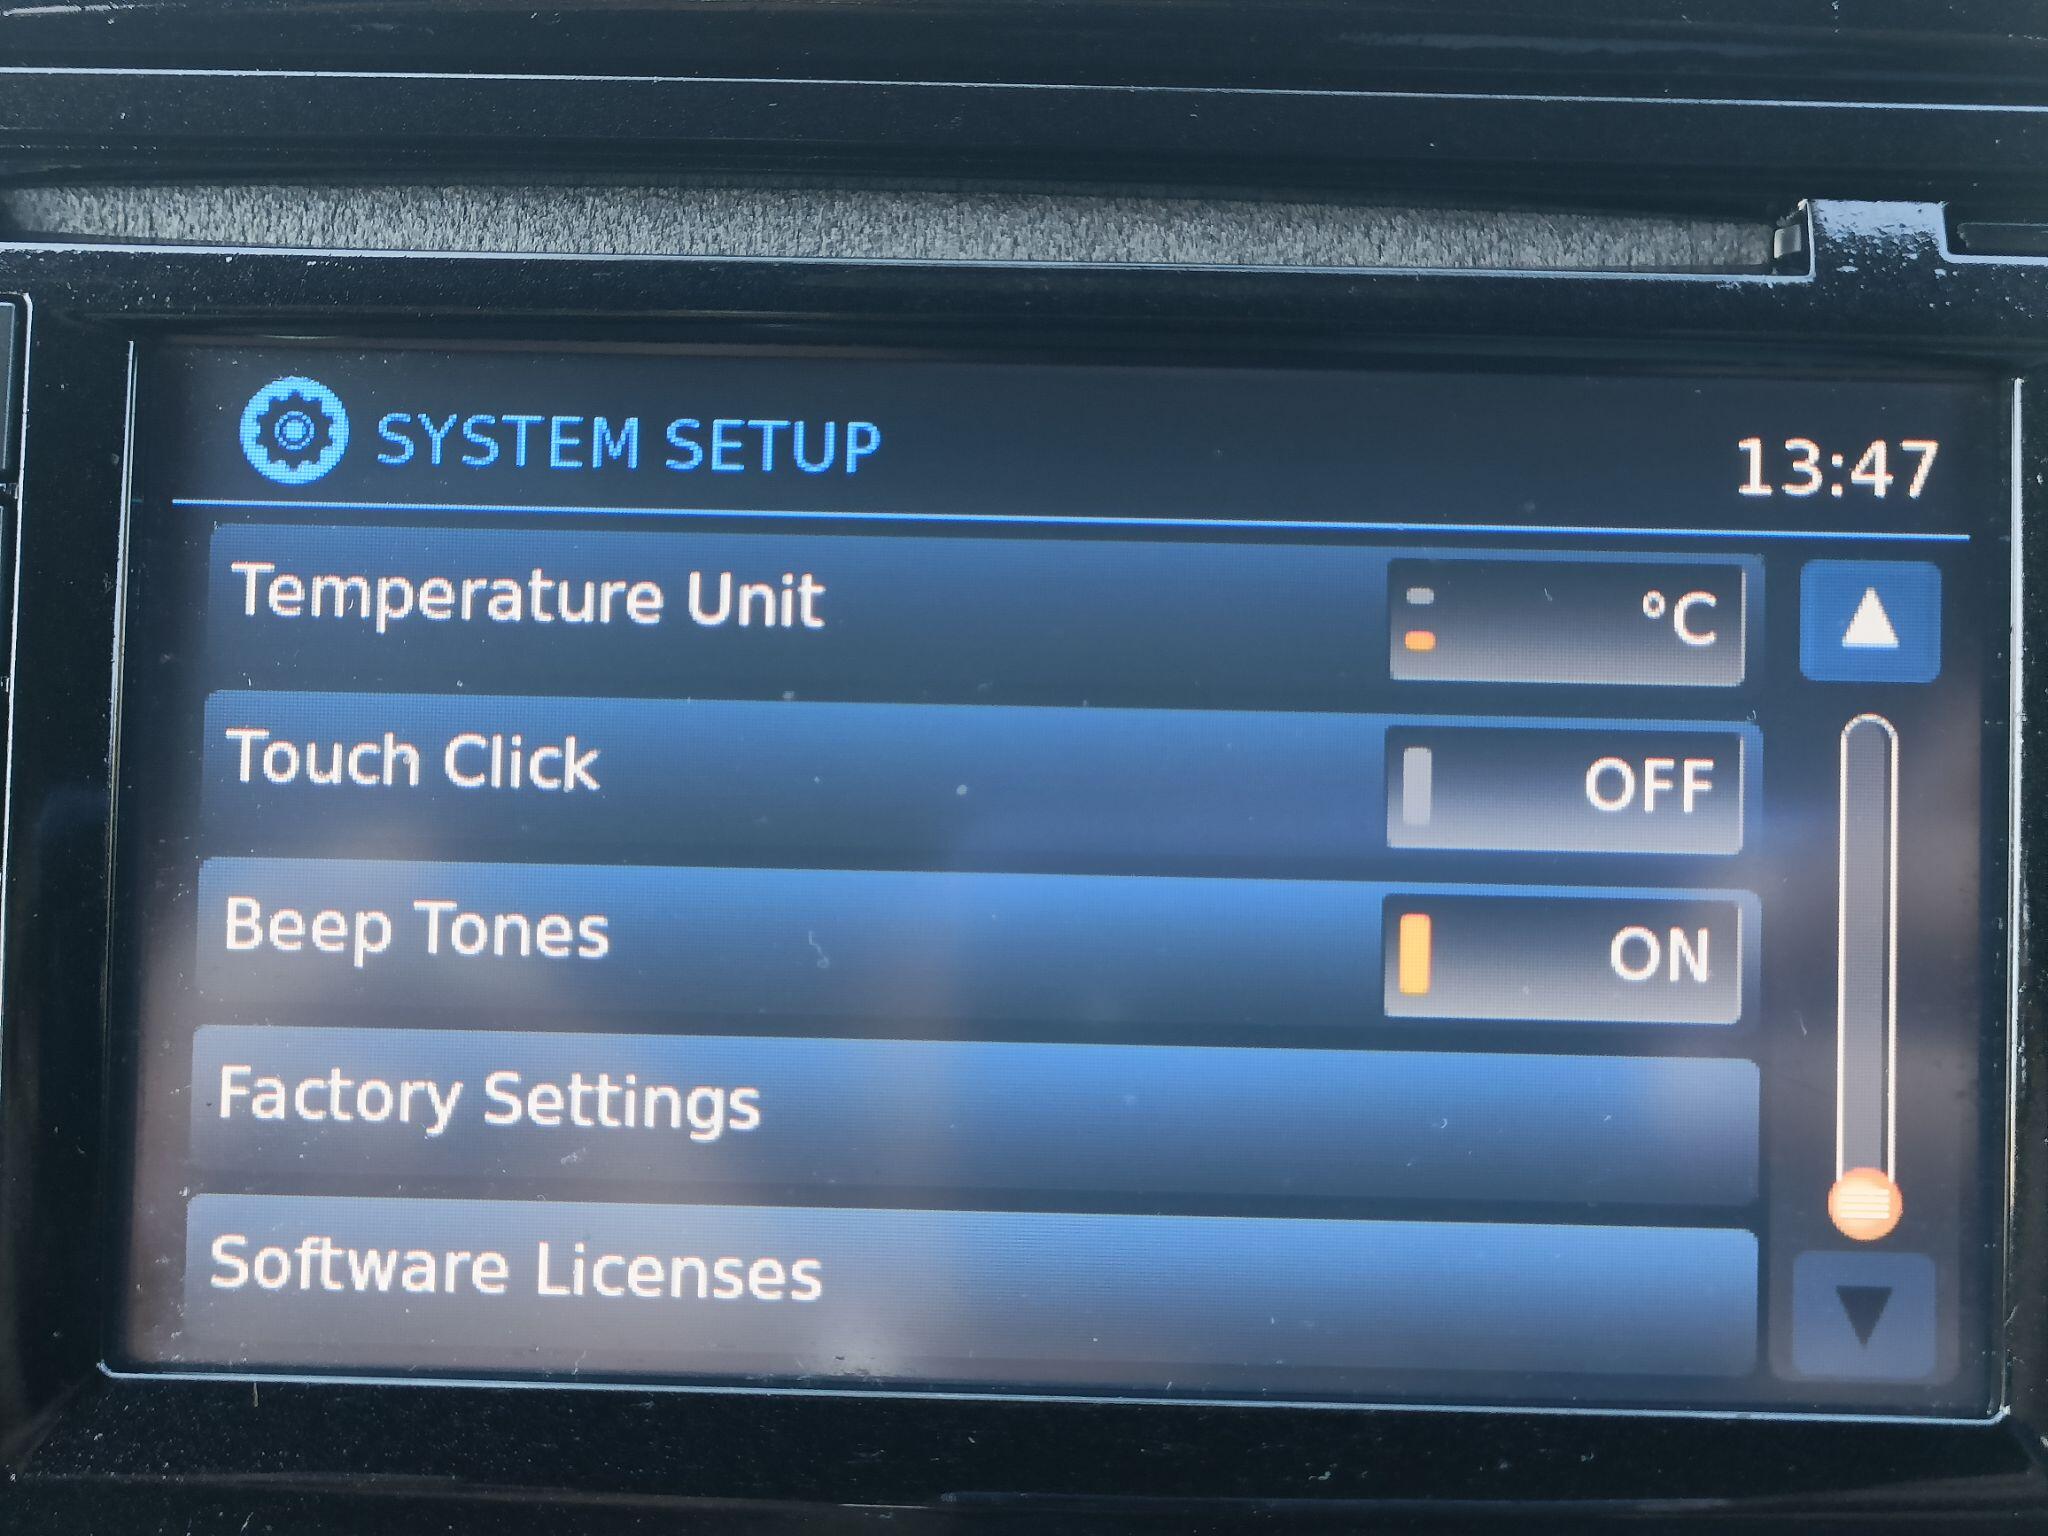 SYSTEM SETUP
13:47
Temperature Unit
°C
Touch Click
OFF
Beep Tones
ON
Factory Settings
Software Licenses